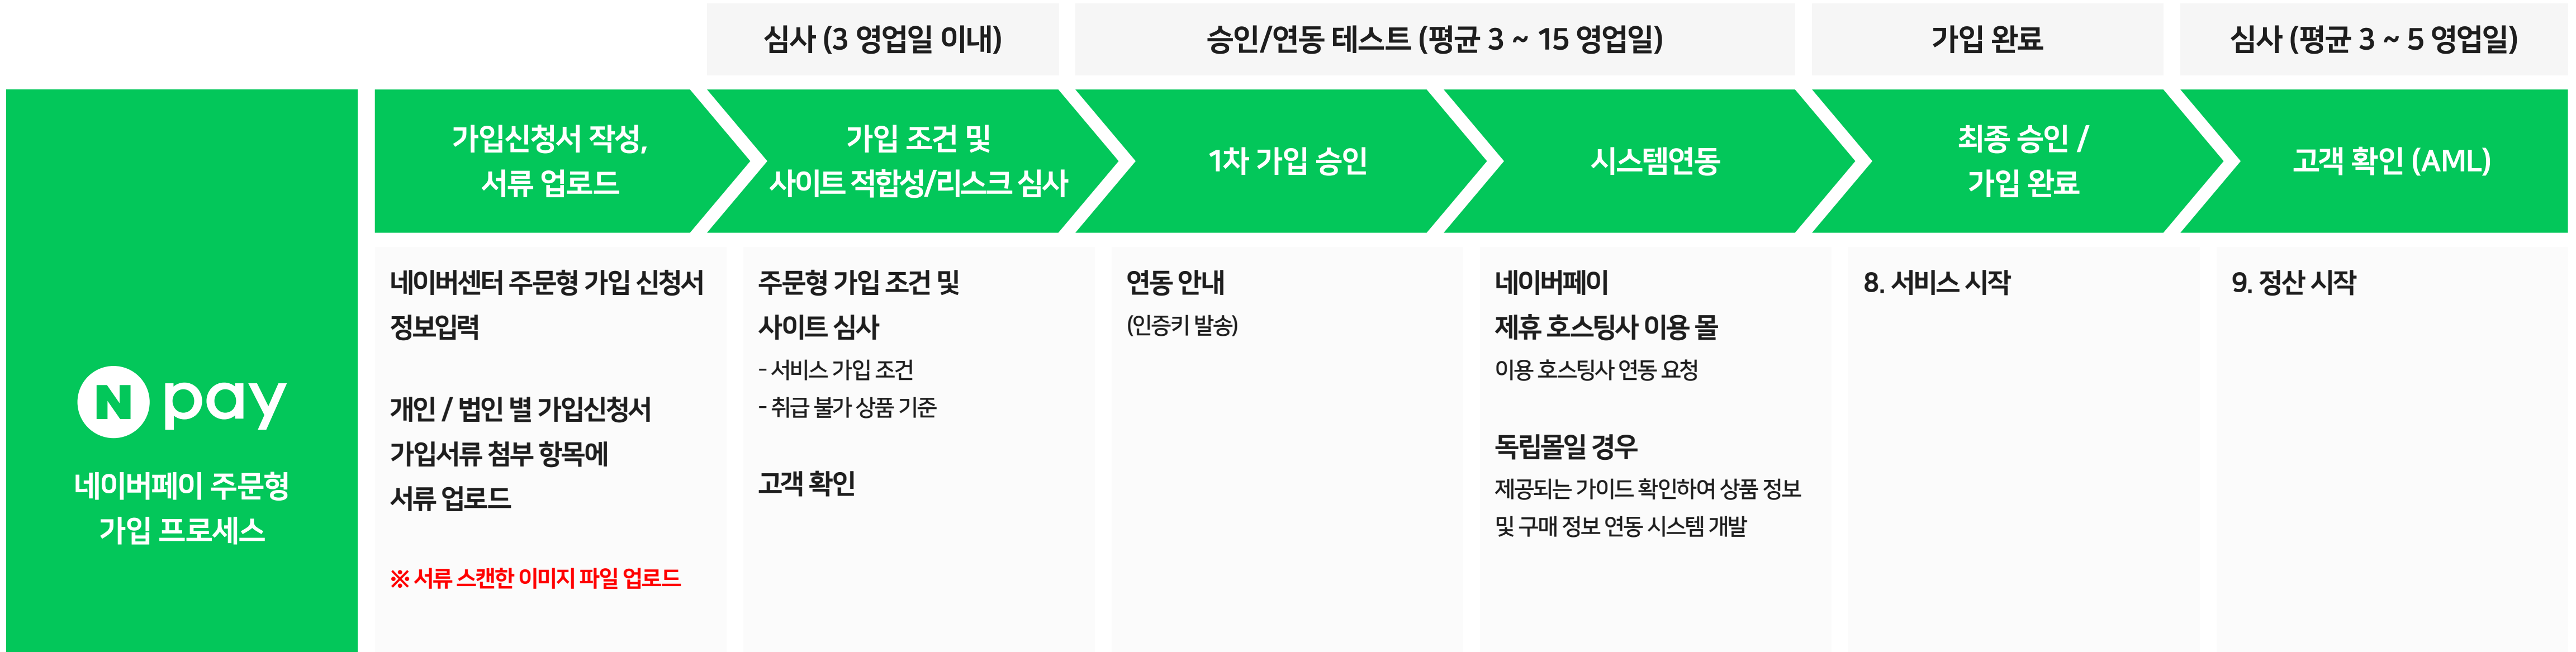 심사 (3 영업일 이내)
승인/연동 테스트 (평균 3 ~ 15 영업일)
가입 완료
심사 (평균 3 ~ 5 영업일)
N pay
네이버페이 주문형
가입 프로세스
가입신청서 작성,
서류 업로드
가입 조건 및
사이트 적합성/리스크 심사
1차 가입 승인
시스템연동
최종 승인 /
가입 완료
고객 확인 (AML)
네이버센터 주문형 가입 신청서
정보입력
개인 / 법인 별 가입신청서
가입서류 첨부 항목에
서류 업로드
※ 서류 스캔한 이미지 파일 업로드
주문형 가입 조건 및
사이트 심사
- 서비스 가입 조건
- 취급 불가 상품 기준
고객 확인
연동 안내
(인증키 발송)
네이버페이
제휴 호스팅사 이용 몰
이용 호스팅사 연동 요청
독립몰일 경우
제공되는 가이드 확인하여 상품 정보
및 구매 정보 연동 시스템 개발
8. 서비스 시작
9. 정산 시작